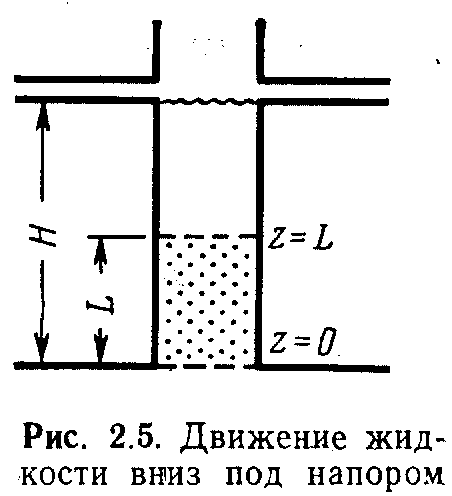 H
L
z=L
z=0
Рис. 2.5. Движение жид-
кости вниз под напором